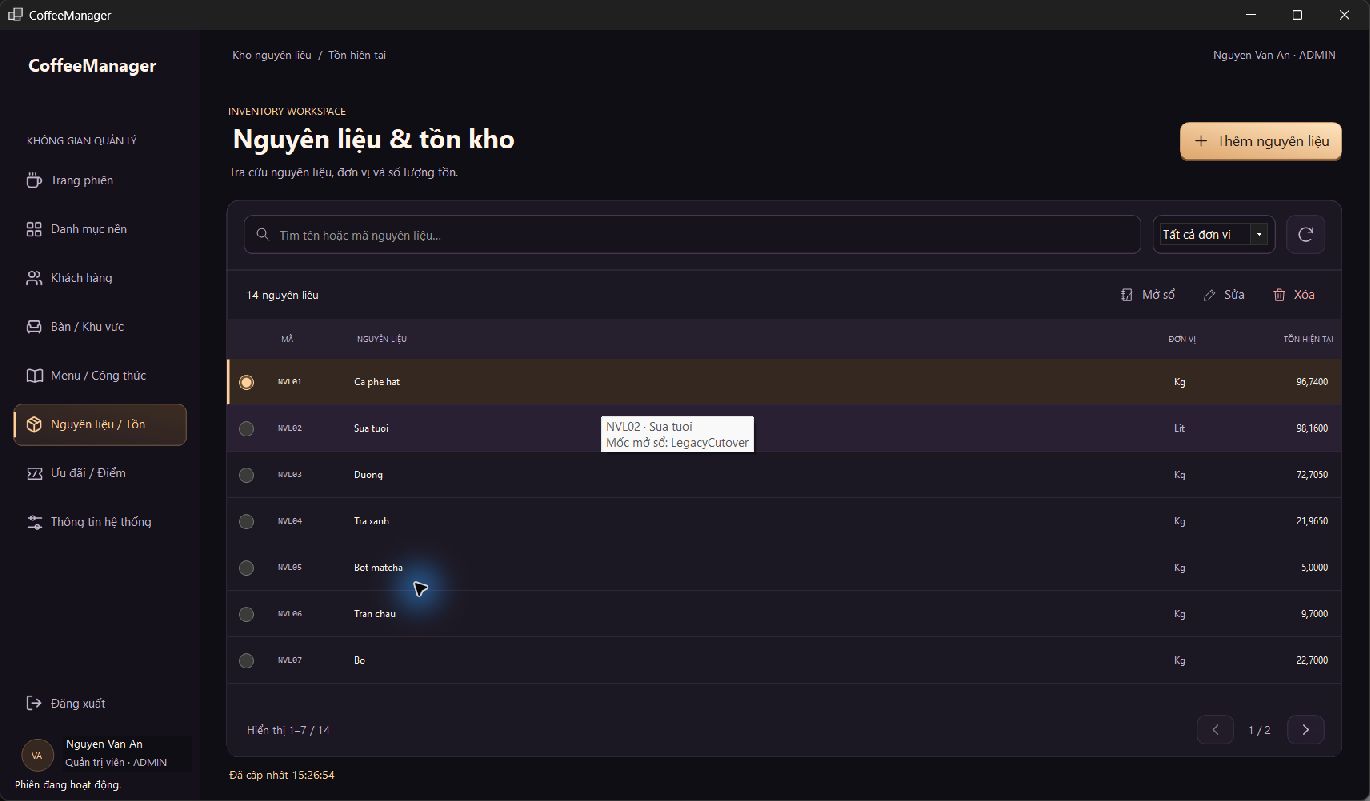 CoffeeManager
CoffeeManager
Kho nguyên liệu / Tồn hiện tại
Nguyen Van An · ADMIN
KHÔNG GIAN QUẢN LÝ
Trang phiên
Danh mục nền
Khách hàng
Bàn / Khu vực
Menu / Công thức
Nguyên liệu / Tồn
Ưu đãi / Điểm
Thông tin hệ thống
Đăng xuất
VA
Nguyen Van An
Quản trị viên · ADMIN
Phiên đang hoạt động.
INVENTORY WORKSPACE
Nguyên liệu & tồn kho
Tra cứu nguyên liệu, đơn vị và số lượng tồn.
+ Thêm nguyên liệu
Tìm tên hoặc mã nguyên liệu...
Tất cả đơn vị
14 nguyên liệu
Mở sổ
Sửa
Xóa
MÃ NGUYÊN LIỆU ĐƠN VỊ TỒN HIỆN TẠI
NVL01 Ca phe hat Kg 96,7400
NVL02 Sua tuoi Lit 98,1600
NVL02 · Sua tuoi
Mốc mở sổ: LegacyCutover
NVL03 Duong Kg 72,7050
NVL04 Tra xanh Kg 21,9650
NVL05 Bot matcha Kg 5,0000
NVL06 Tran chau Kg 9,7000
NVL07 Bo Kg 22,7000
Hiển thị 1–7 / 14
1 / 2
Đã cập nhật 15:26:54